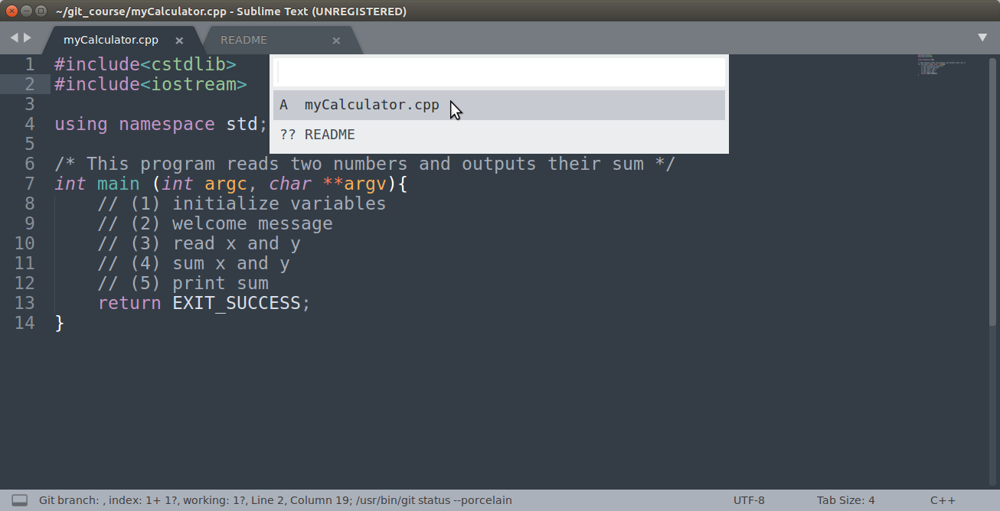 ~/git_course/myCalculator.cpp - Sublime Text (UNREGISTERED)
myCalculator.cpp × README ×
A myCalculator.cpp
?? README
1 #include<cstdlib>
2 #include<iostream>
3
4 using namespace std;
5
6 /* This program reads two numbers and outputs their sum */
7 int main (int argc, char **argv){
8 // (1) initialize variables
9 // (2) welcome message
10 // (3) read x and y
11 // (4) sum x and y
12 // (5) print sum
13 return EXIT_SUCCESS;
14 }
Git branch: , index: 1+ 1?, working: 1?, Line 2, Column 19; /usr/bin/git status --porcelain UTF-8 Tab Size: 4 C++